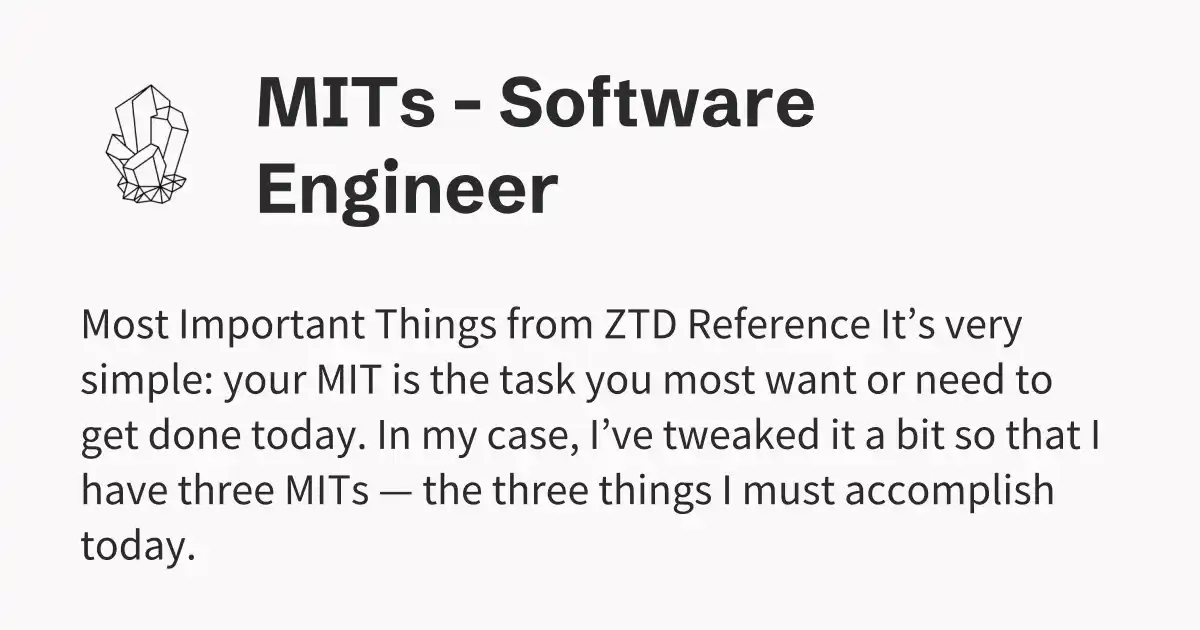 MITs - Software
Engineer
Most Important Things from ZTD Reference It’s very
simple: your MIT is the task you most want or need to
get done today. In my case, I’ve tweaked it a bit so that I
have three MITs — the three things I must accomplish
today.